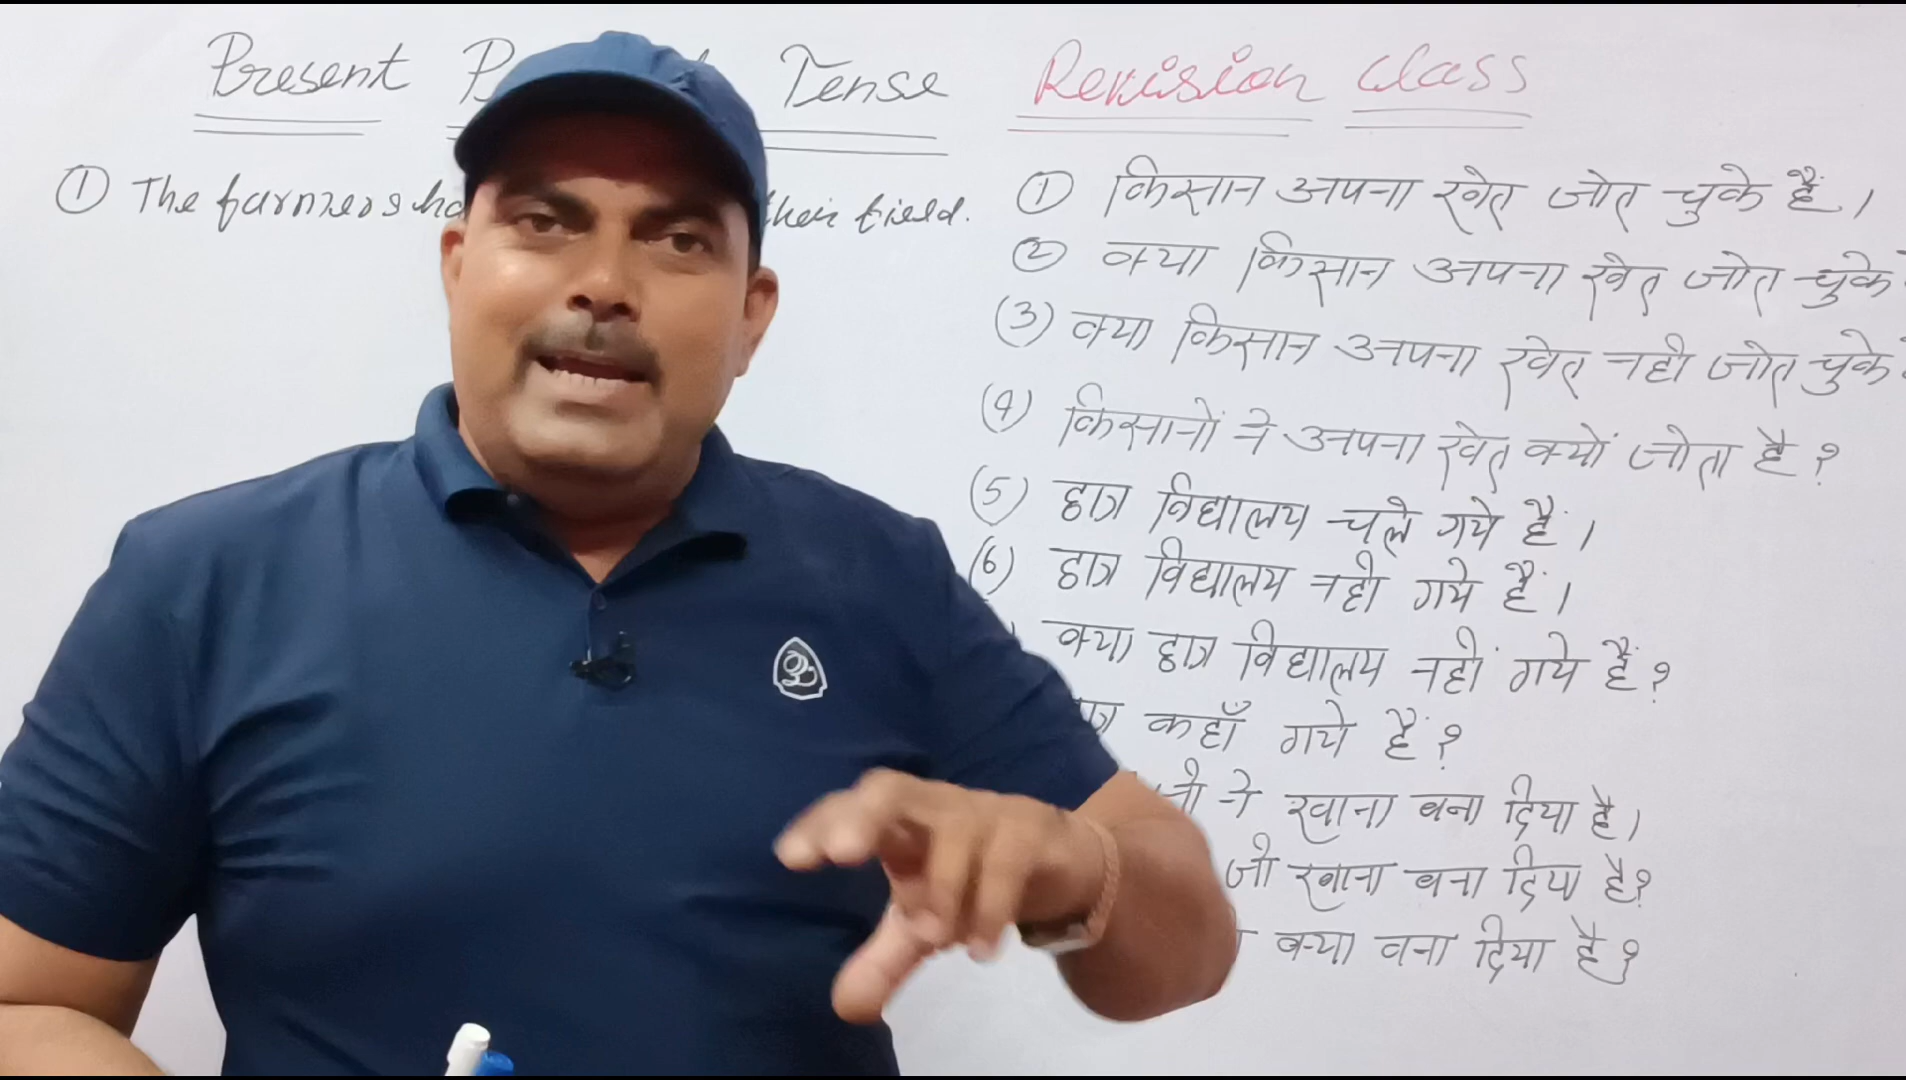 Present Tense Revision Class
① The farmers their field.
① किसान अपना खेत जोत चुके हैं।
② क्या किसान अपना खेत जोत चुके
(3) क्या किसान अपना खेत नही जोत चुके
(4) किसानों ने अपना खेत क्यों जोता है?
(5) छात्र विद्यालय चले गये हैं।
(6) छात्र विद्यालय नही गये हैं।
क्या छात्र विद्यालय नहीं गये हैं?
कहाँ गये हैं?
ने खाना बना दिया है।
जी खाना बना दिया है?
क्या बना दिया है?